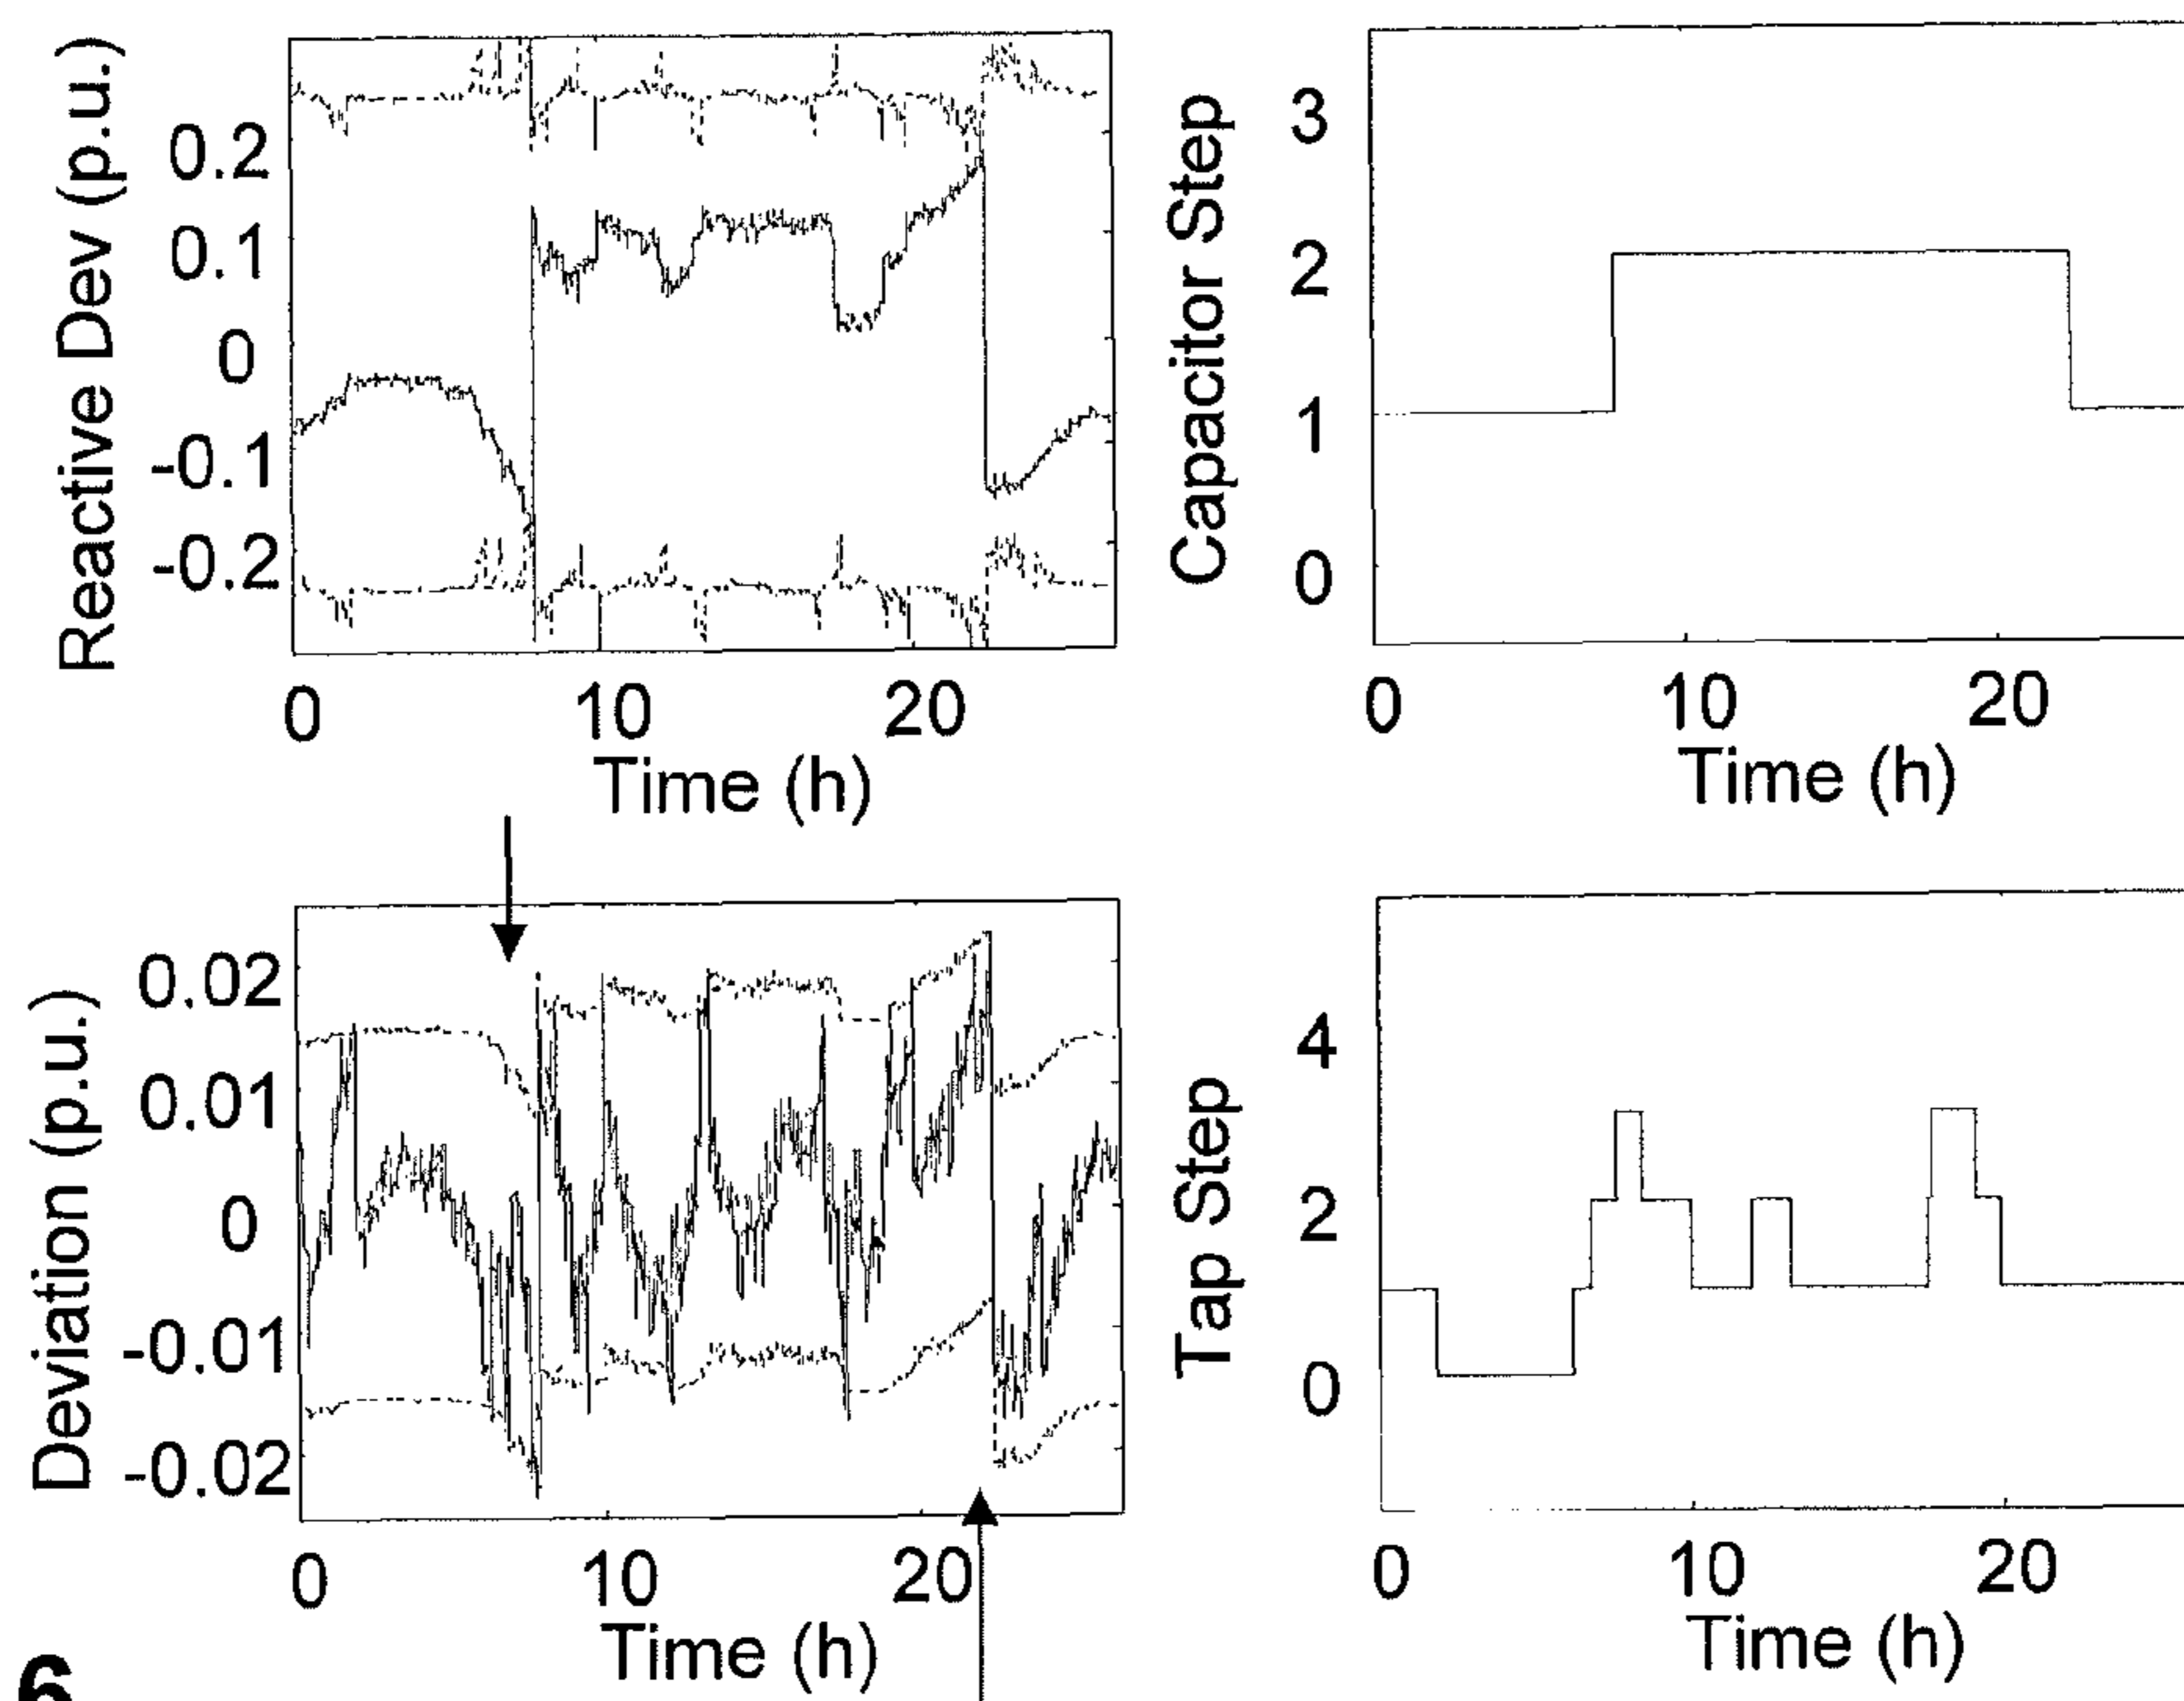 Reactive Dev (p.u.)
0.2
0.1
0
-0.1
-0.2
0 10 20
Time (h)
Capacitor Step
3
2
1
0
0 10 20
Time (h)
Deviation (p.u.)
0.02
0.01
0
-0.01
-0.02
0 10 20
Time (h)
Tap Step
4
2
0
0 10 20
Time (h)
6